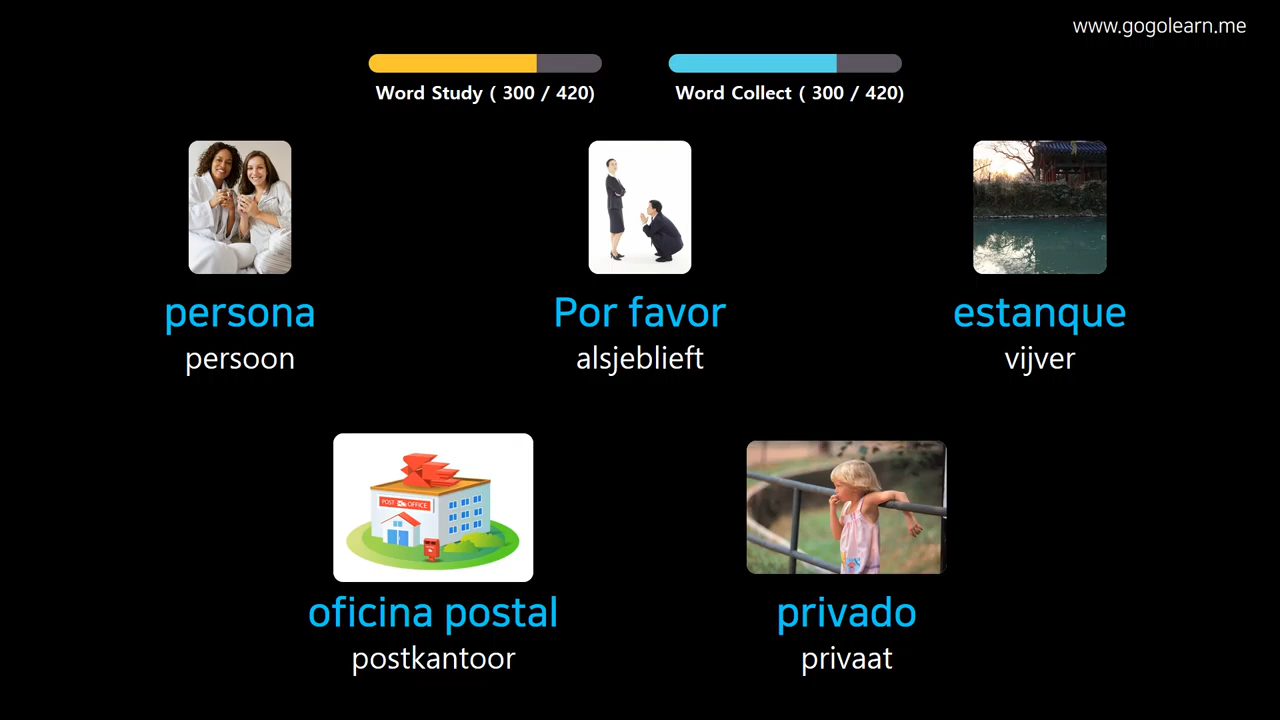 www.gogolearn.me
Word Study ( 300 / 420)
Word Collect ( 300 / 420)
persona
persoon
Por favor
alsjeblieft
estanque
vijver
POST OFFICE
oficina postal
postkantoor
privado
privaat